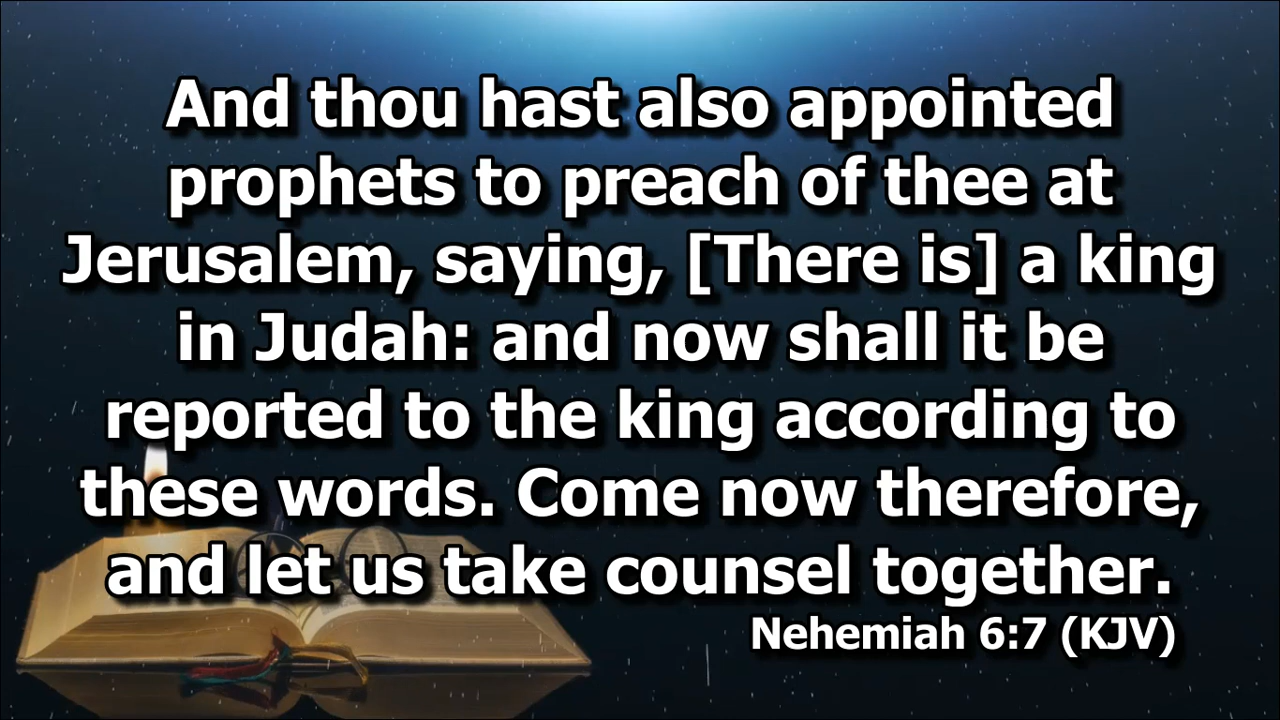 And thou hast also appointed
prophets to preach of thee at
Jerusalem, saying, [There is] a king
in Judah: and now shall it be
reported to the king according to
these words. Come now therefore,
and let us take counsel together.
Nehemiah 6:7 (KJV)